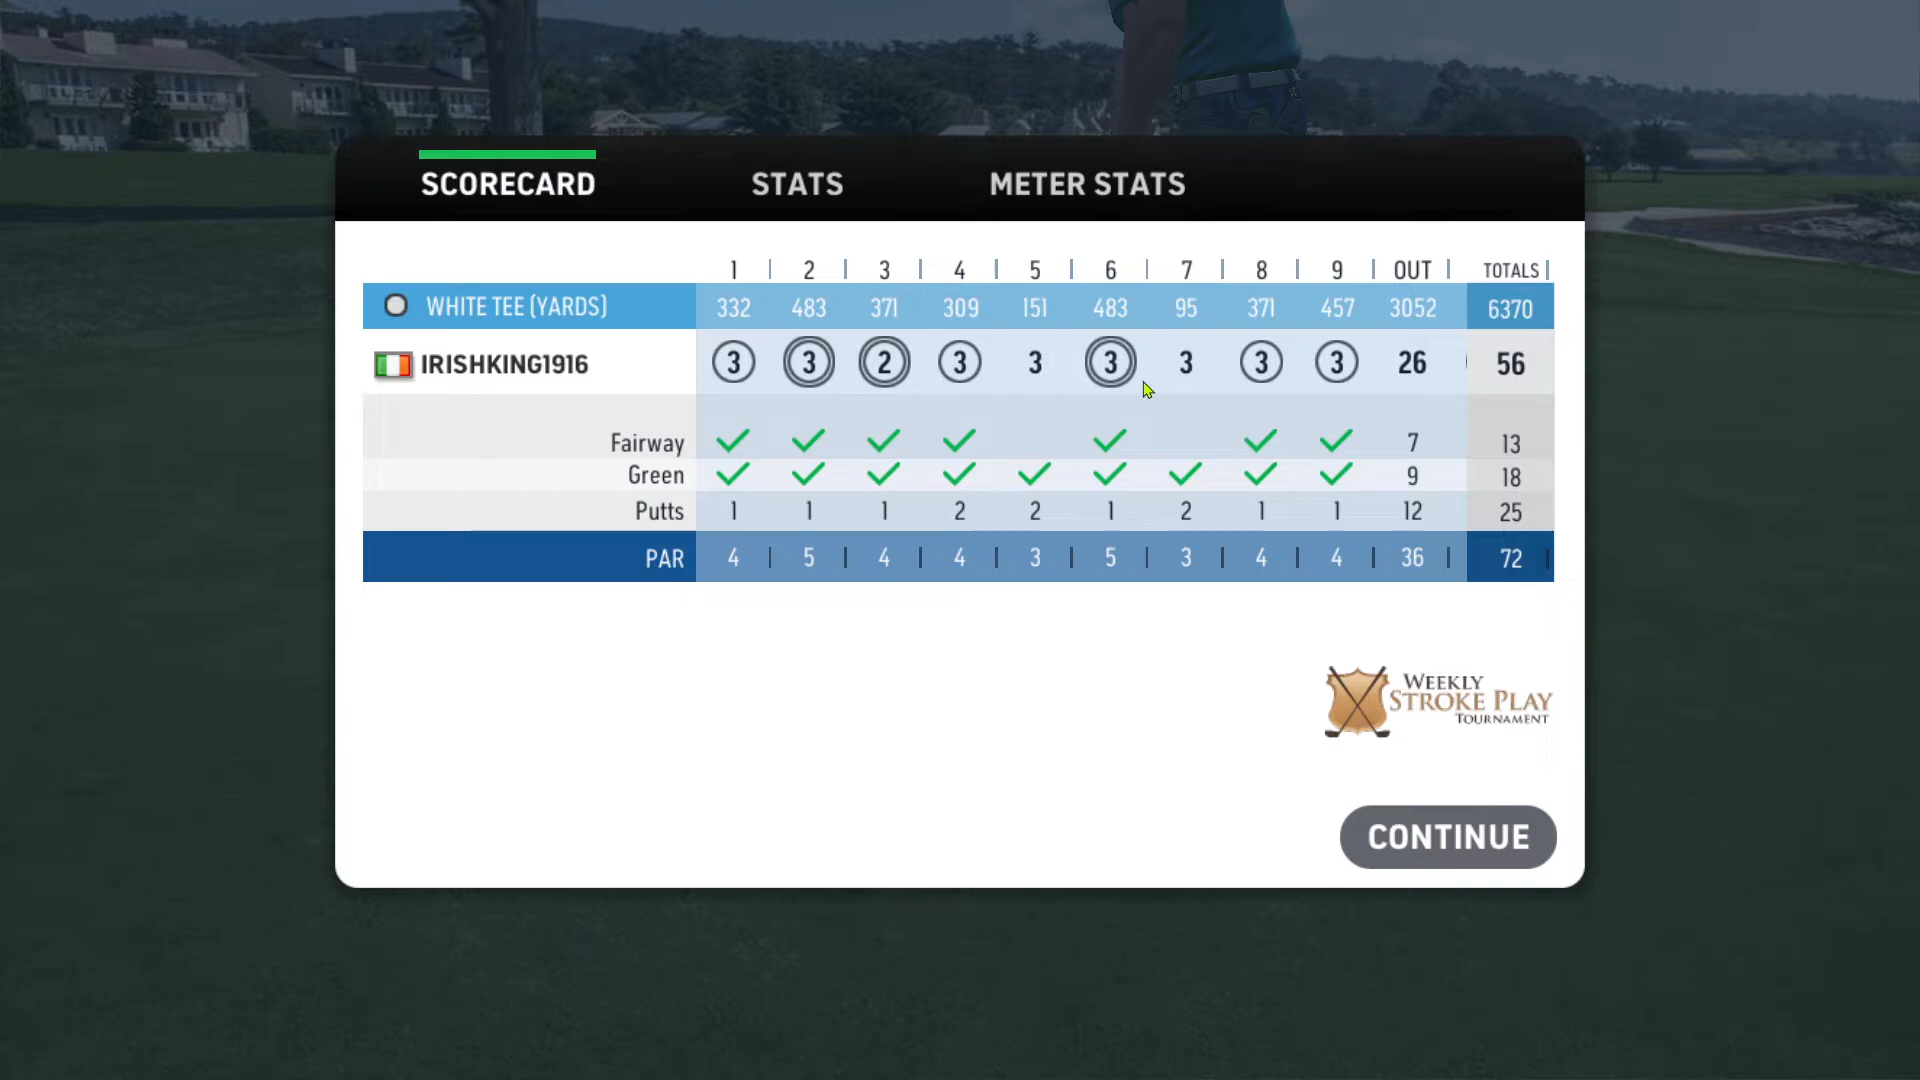 SCORECARD STATS METER STATS
1 | 2 | 3 | 4 | 5 | 6 | 7 | 8 | 9 | OUT | TOTALS |
WHITE TEE (YARDS) 332 483 371 309 151 483 95 371 457 3052 6370
IRISHKING1916 3 3 2 3 3 3 3 3 3 26 56
Fairway 7 13
Green 9 18
Putts 1 1 1 2 2 1 2 1 1 12 25
PAR 4 | 5 | 4 | 4 | 3 | 5 | 3 | 4 | 4 | 36 | 72
WEEKLY
STROKE PLAY
TOURNAMENT
CONTINUE